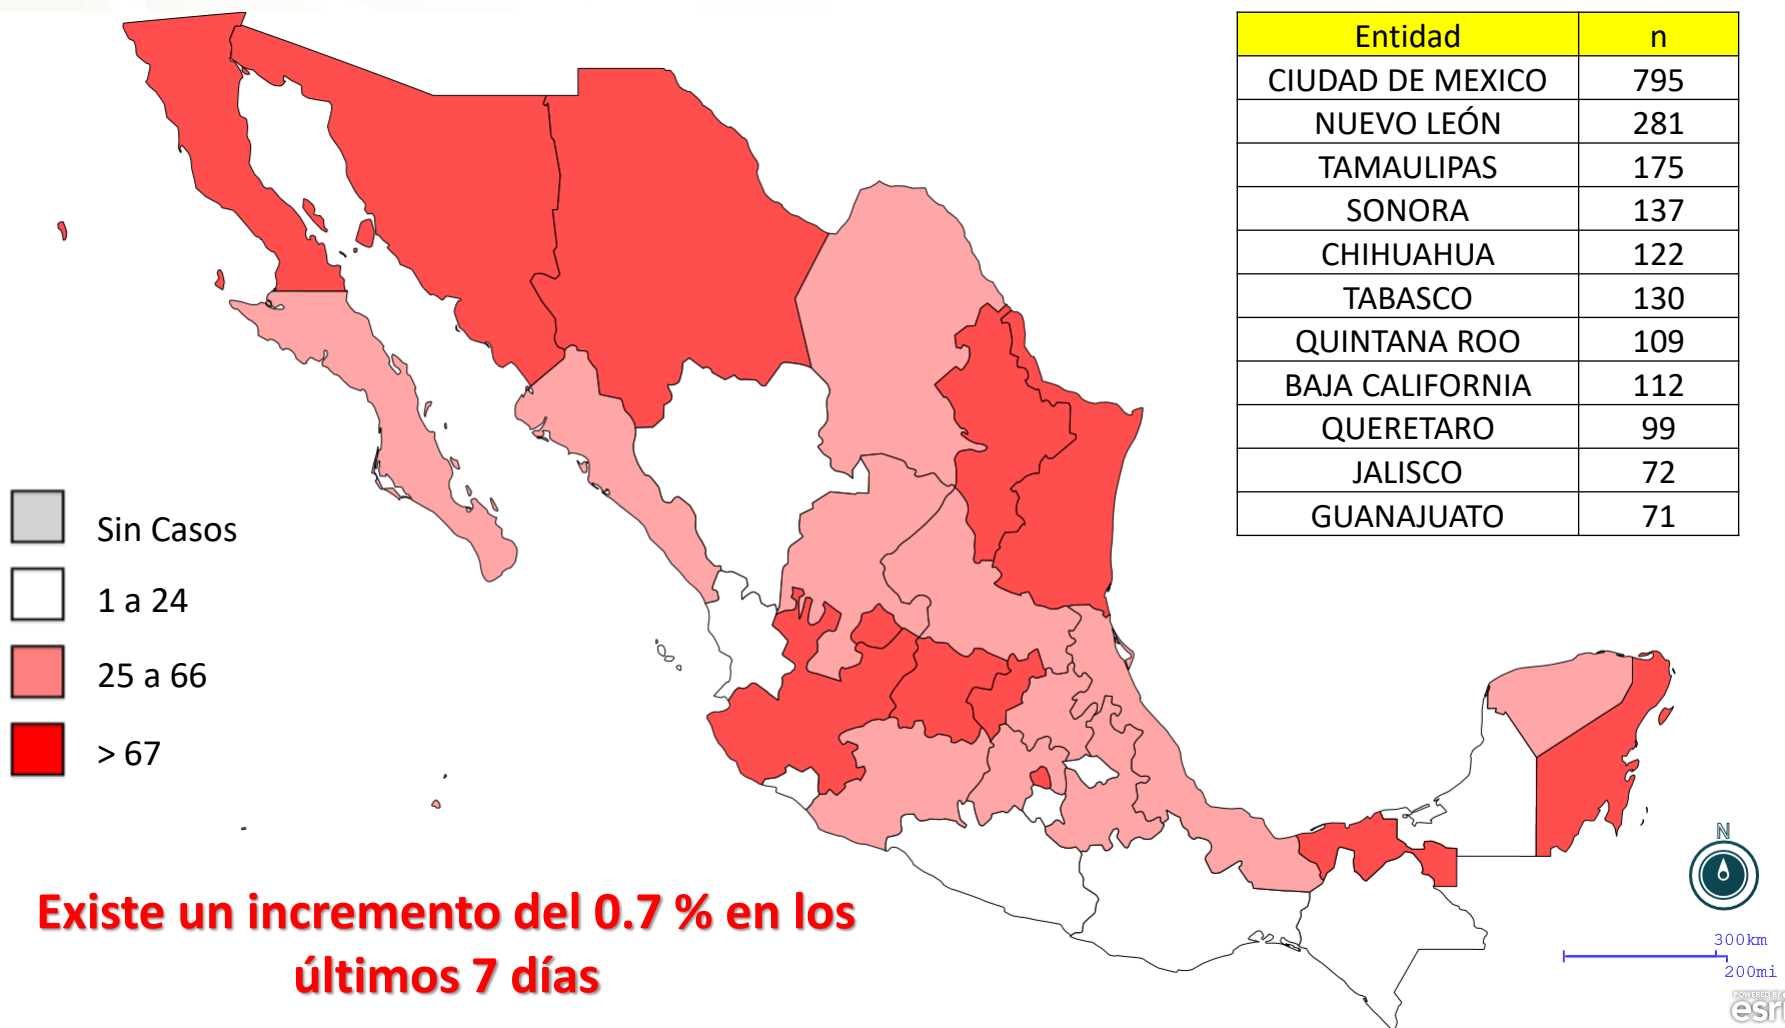 Entidad n
CIUDAD DE MEXICO 795
NUEVO LEÓN 281
TAMAULIPAS 175
SONORA 137
CHIHUAHUA 122
TABASCO 130
QUINTANA ROO 109
BAJA CALIFORNIA 112
QUERETARO 99
JALISCO 72
GUANAJUATO 71
Sin Casos
1 a 24
25 a 66
> 67
Existe un incremento del 0.7 % en los
últimos 7 días
N
300km
200mi
POWERED BY
esri